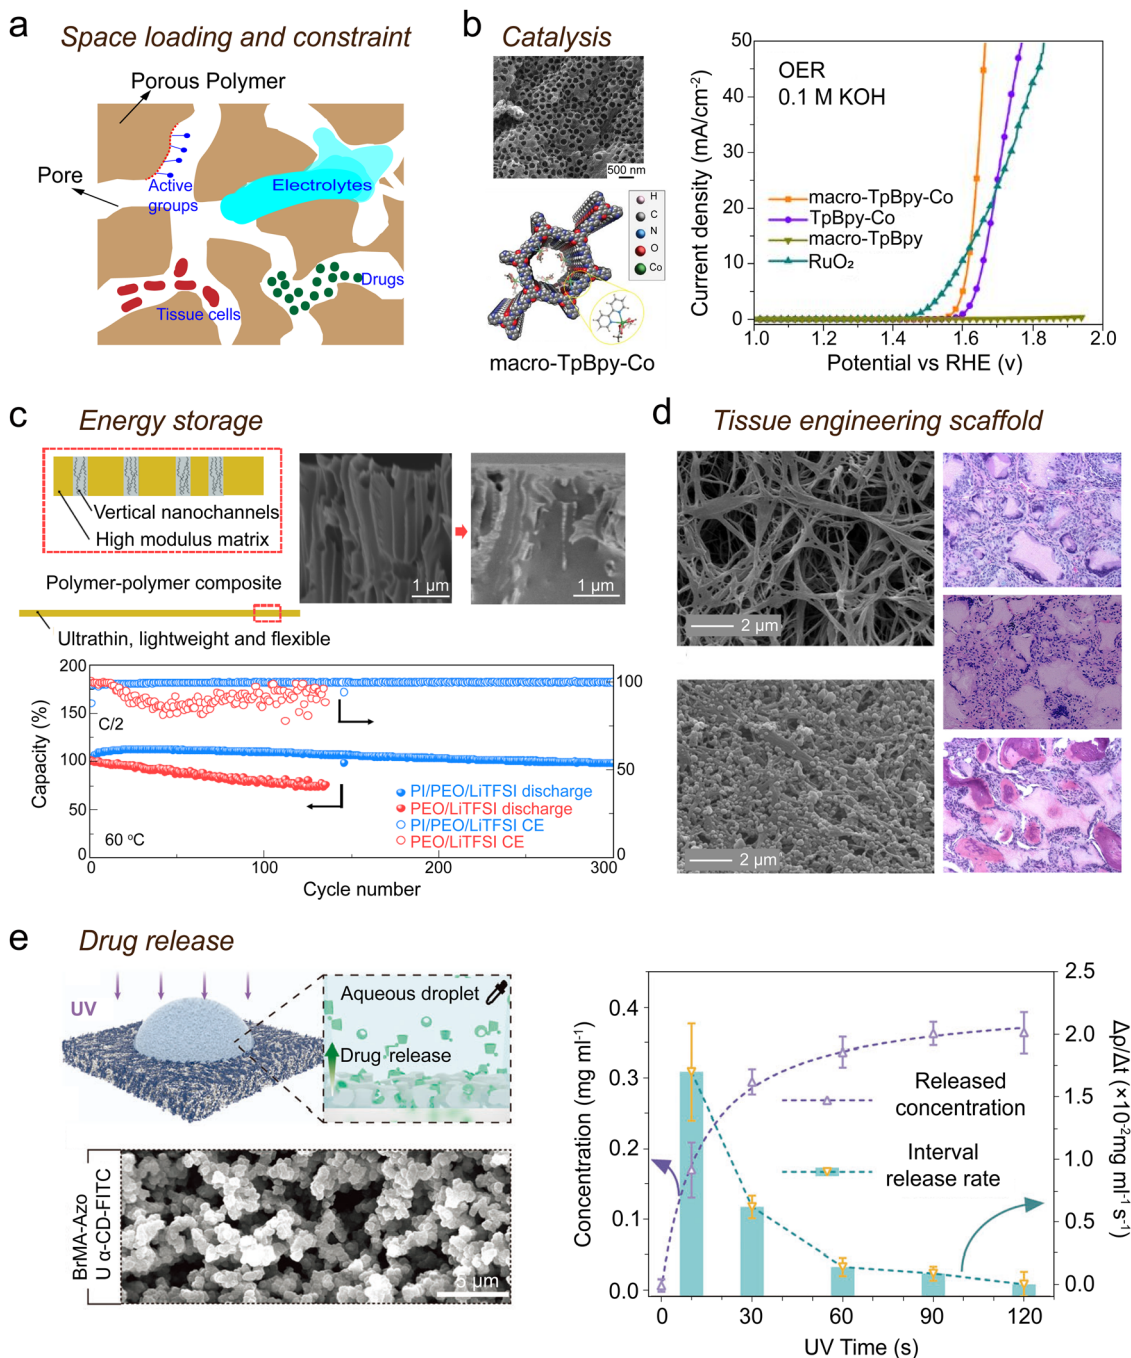 a
Space loading and constraint
Porous Polymer
Pore
Active
groups
Electrolytes
Drugs
Tissue cells
b
Catalysis
500 nm
H
C
N
O
Co
macro-TpBpy-Co
50
40
30
20
10
0
Current density (mA/cm⁻²)
OER
0.1 M KOH
macro-TpBpy-Co
TpBpy-Co
macro-TpBpy
RuO₂
1.0
1.2
1.4
1.6
1.8
2.0
Potential vs RHE (v)
c
Energy storage
Vertical nanochannels
High modulus matrix
Polymer-polymer composite
Ultrathin, lightweight and flexible
1 µm
1 µm
200
150
100
50
0
Capacity (%)
C/2
60 °C
PI/PEO/LiTFSI discharge
PEO/LiTFSI discharge
PI/PEO/LiTFSI CE
PEO/LiTFSI CE
100
50
0
0
100
200
300
Cycle number
d
Tissue engineering scaffold
2 µm
2 µm
e
Drug release
UV
Aqueous droplet
Drug release
BrMA-Azo
U α-CD-FITC
5 µm
0.4
0.3
0.2
0.1
0.0
Concentration (mg ml⁻¹)
Released
concentration
Interval
release rate
2.5
2.0
1.5
1.0
0.5
0.0
Δρ/Δt (×10⁻²mg ml⁻¹ s⁻¹)
0
30
60
90
120
UV Time (s)